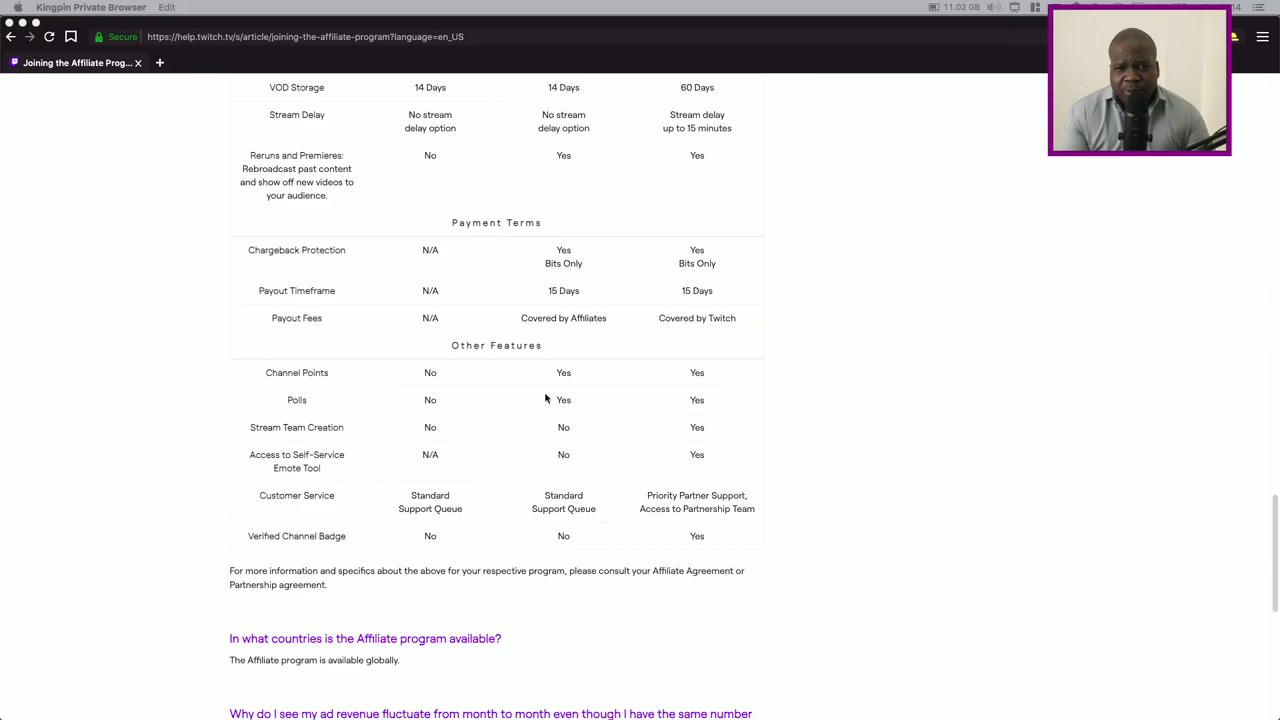 Kingpin Private Browser Edit 11.02 GB
Secure https://help.twitch.tv/s/article/joining-the-affiliate-program?language=en_US
Joining the Affiliate Prog...
VOD Storage 14 Days 14 Days 60 Days
Stream Delay No stream No stream Stream delay
delay option delay option up to 15 minutes
Reruns and Premieres: No Yes Yes
Rebroadcast past content
and show off new videos to
your audience.
Payment Terms
Chargeback Protection N/A Yes Yes
Bits Only Bits Only
Payout Timeframe N/A 15 Days 15 Days
Payout Fees N/A Covered by Affiliates Covered by Twitch
Other Features
Channel Points No Yes Yes
Polls No Yes Yes
Stream Team Creation No No Yes
Access to Self-Service N/A No Yes
Emote Tool
Customer Service Standard Standard Priority Partner Support,
Support Queue Support Queue Access to Partnership Team
Verified Channel Badge No No Yes
For more information and specifics about the above for your respective program, please consult your Affiliate Agreement or
Partnership agreement.
In what countries is the Affiliate program available?
The Affiliate program is available globally.
Why do I see my ad revenue fluctuate from month to month even though I have the same number